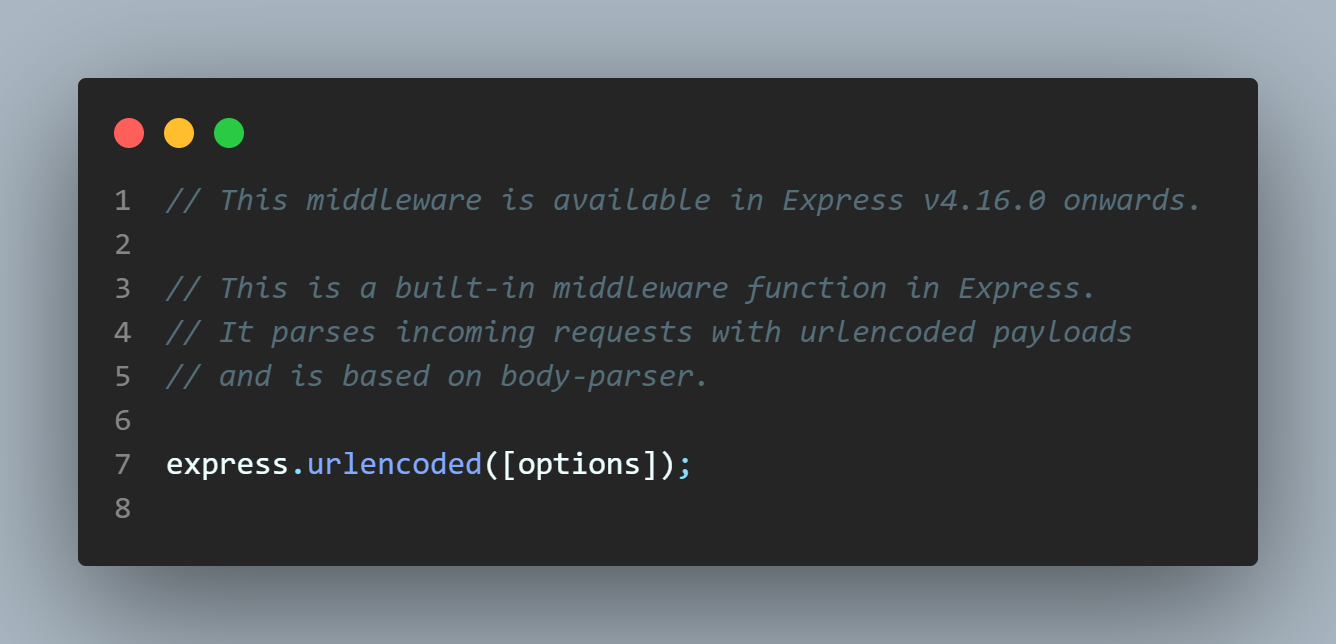 1 // This middleware is available in Express v4.16.0 onwards.
2
3 // This is a built-in middleware function in Express.
4 // It parses incoming requests with urlencoded payloads
5 // and is based on body-parser.
6
7 express.urlencoded([options]);
8